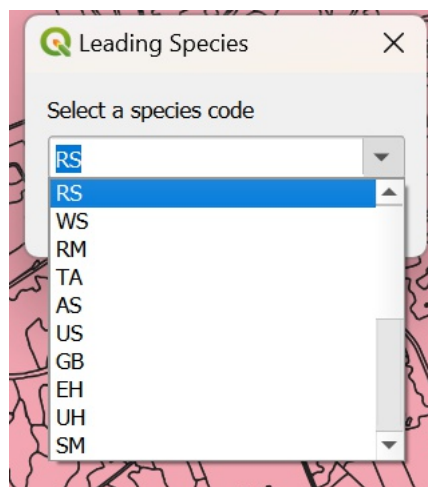 Leading Species
Select a species code
RS
RS
WS
RM
TA
AS
US
GB
EH
UH
SM